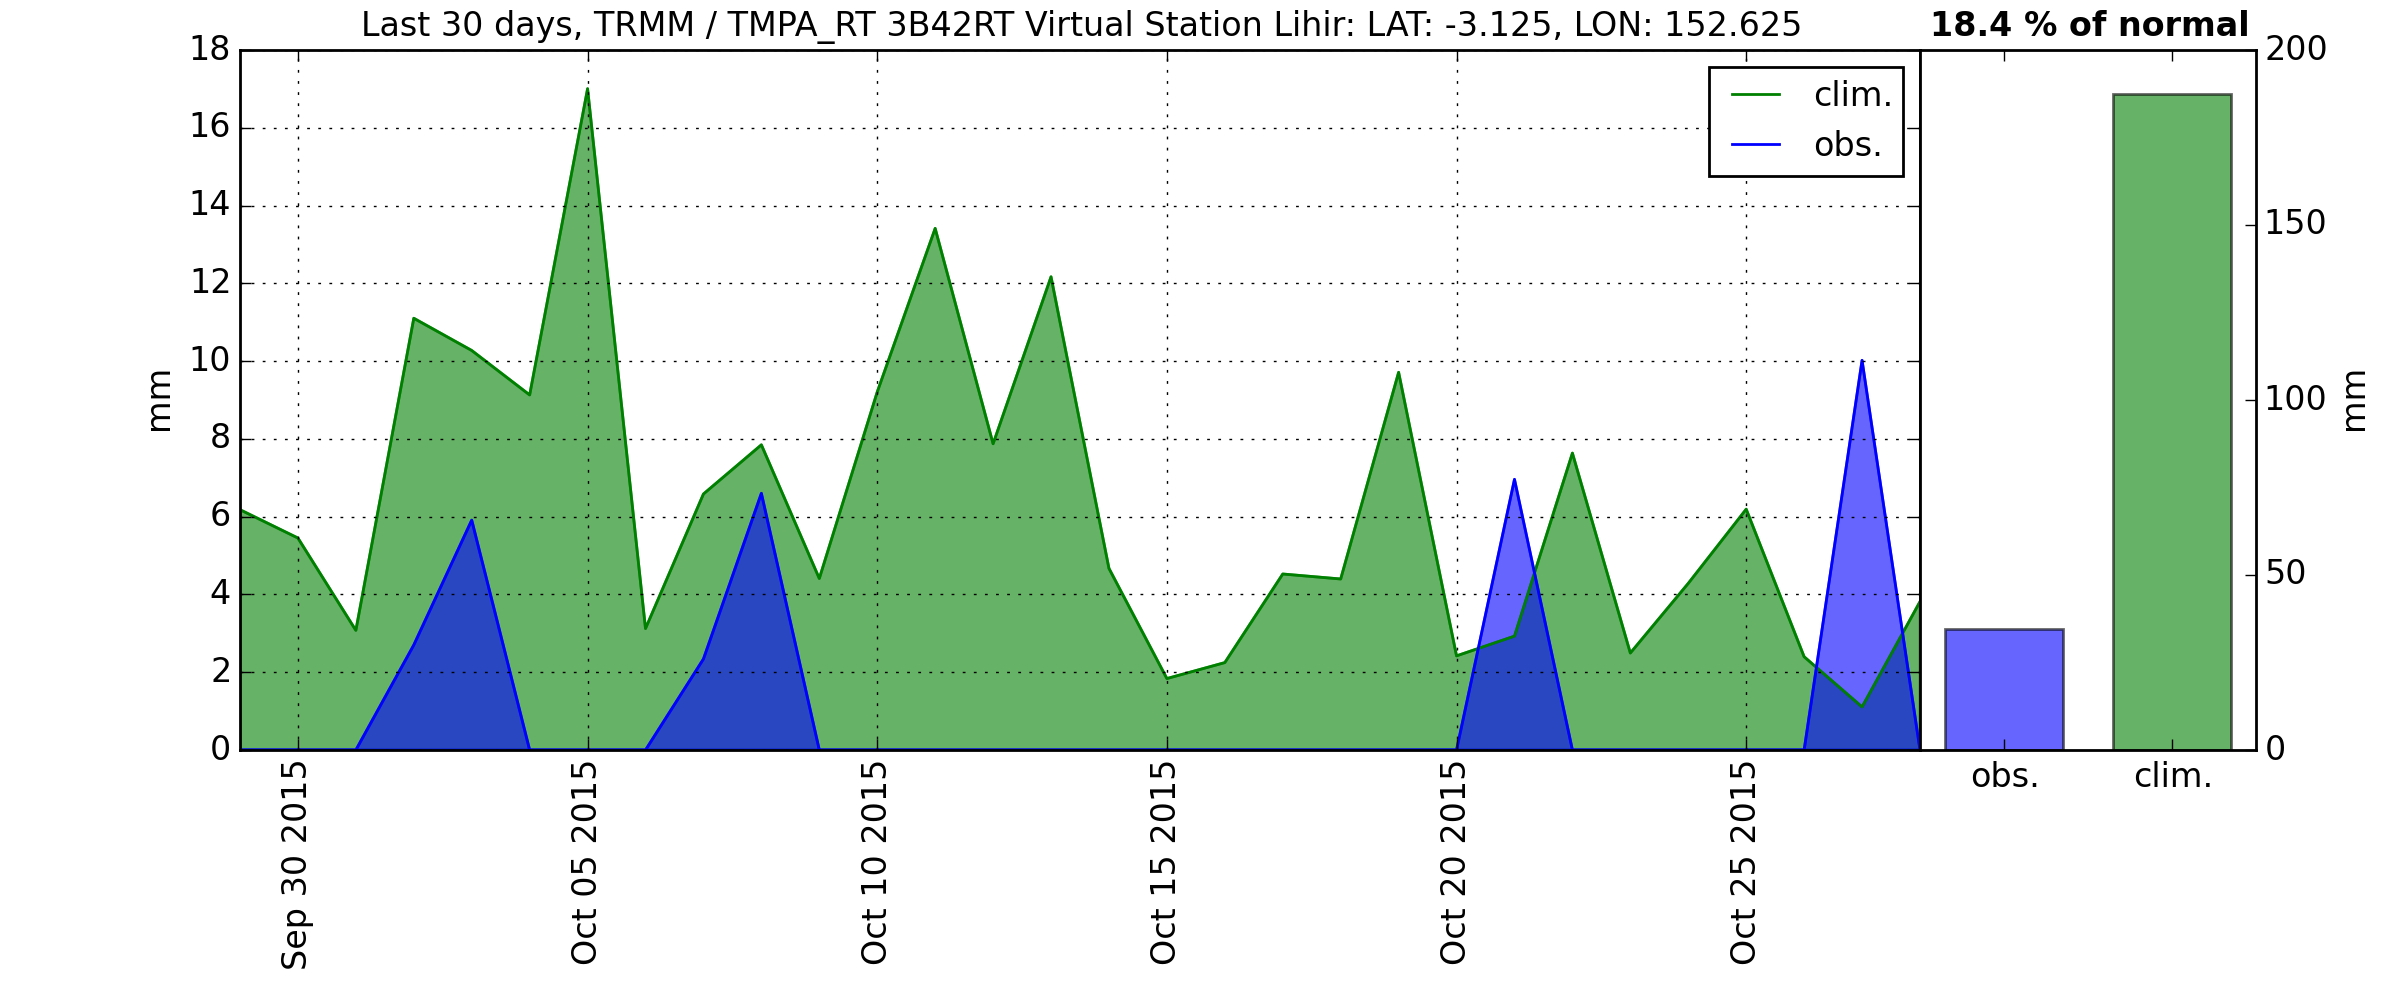 Last 30 days, TRMM / TMPA_RT 3B42RT Virtual Station Lihir: LAT: -3.125, LON: 152.625
18.4 % of normal
18
16
14
12
10
8
6
4
2
0
mm
clim.
obs.
200
150
100
50
0
mm
Sep 30 2015
Oct 05 2015
Oct 10 2015
Oct 15 2015
Oct 20 2015
Oct 25 2015
obs.
clim.